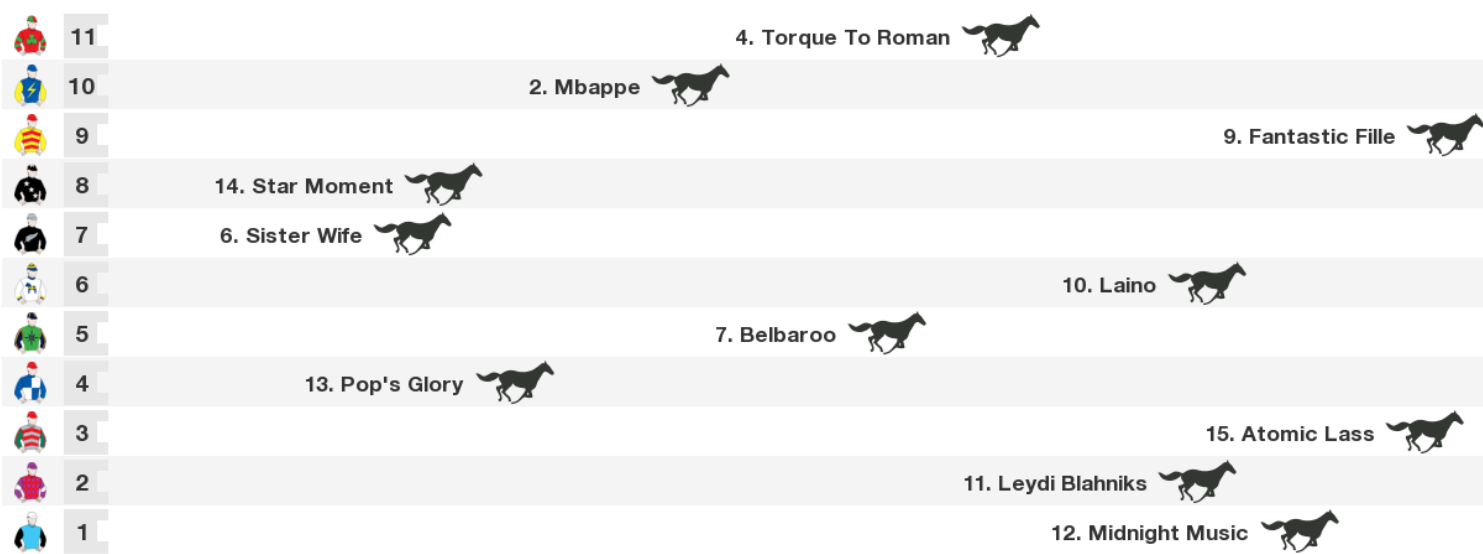 11 4. Torque To Roman
10 2. Mbappe
9 9. Fantastic Fille
8 14. Star Moment
7 6. Sister Wife
6 10. Laino
5 7. Belbaroo
4 13. Pop's Glory
3 15. Atomic Lass
2 11. Leydi Blahniks
1 12. Midnight Music